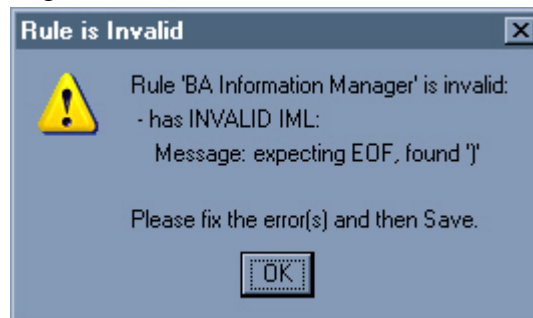 Rule is Invalid
Rule 'BA Information Manager' is invalid:
- has INVALID IML:
Message: expecting EOF, found ')'
Please fix the error(s) and then Save.
OK